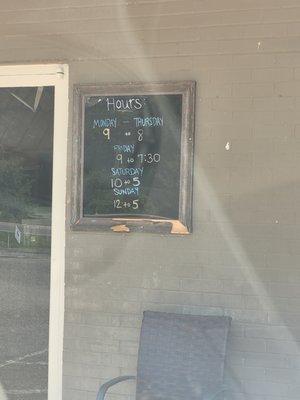 HOURS
MONDAY — THURSDAY
9 to 8
FRIDAY
9 to 7:30
SATURDAY
10 to 5
SUNDAY
12 to 5